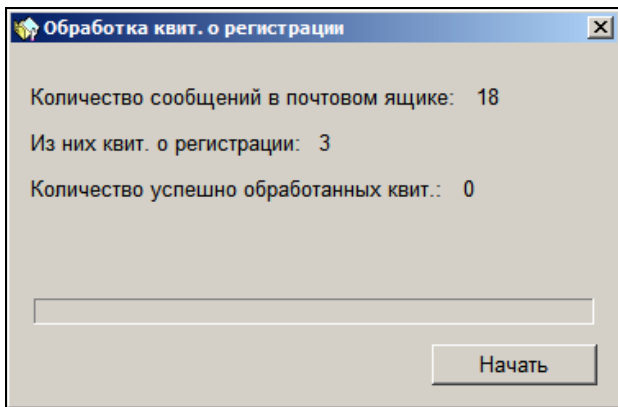 Обработка квит. о регистрации
Количество сообщений в почтовом ящике: 18
Из них квит. о регистрации: 3
Количество успешно обработанных квит.: 0
Начать